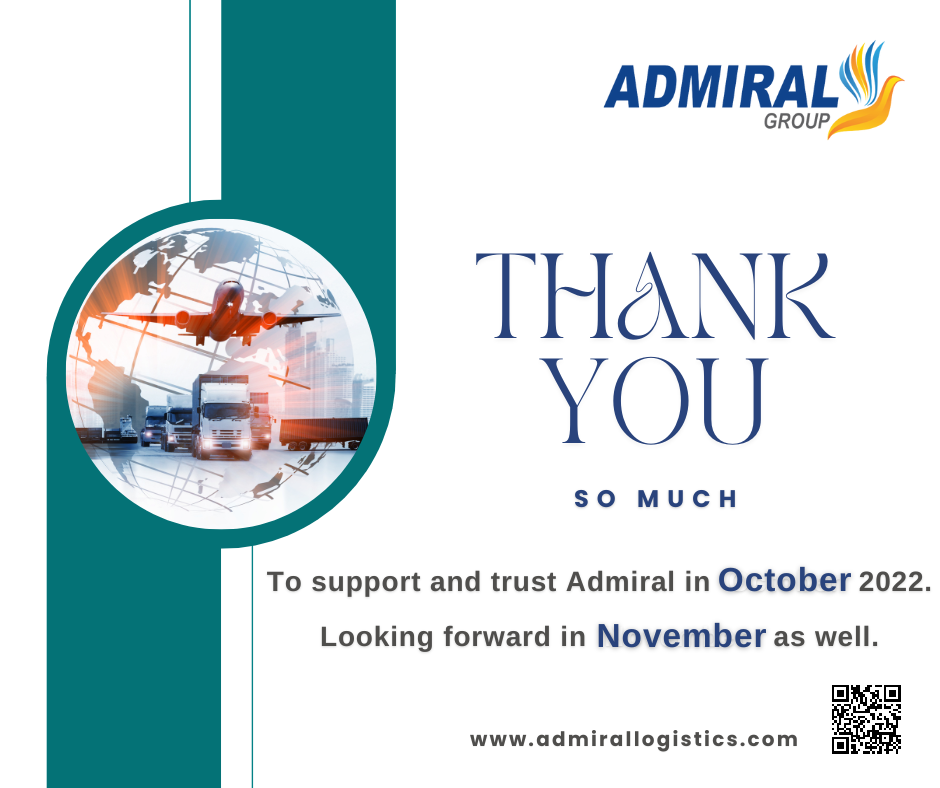 ADMIRAL
GROUP
THANK
YOU
SO MUCH
To support and trust Admiral in October 2022.
Looking forward in November as well.
www.admirallogistics.com